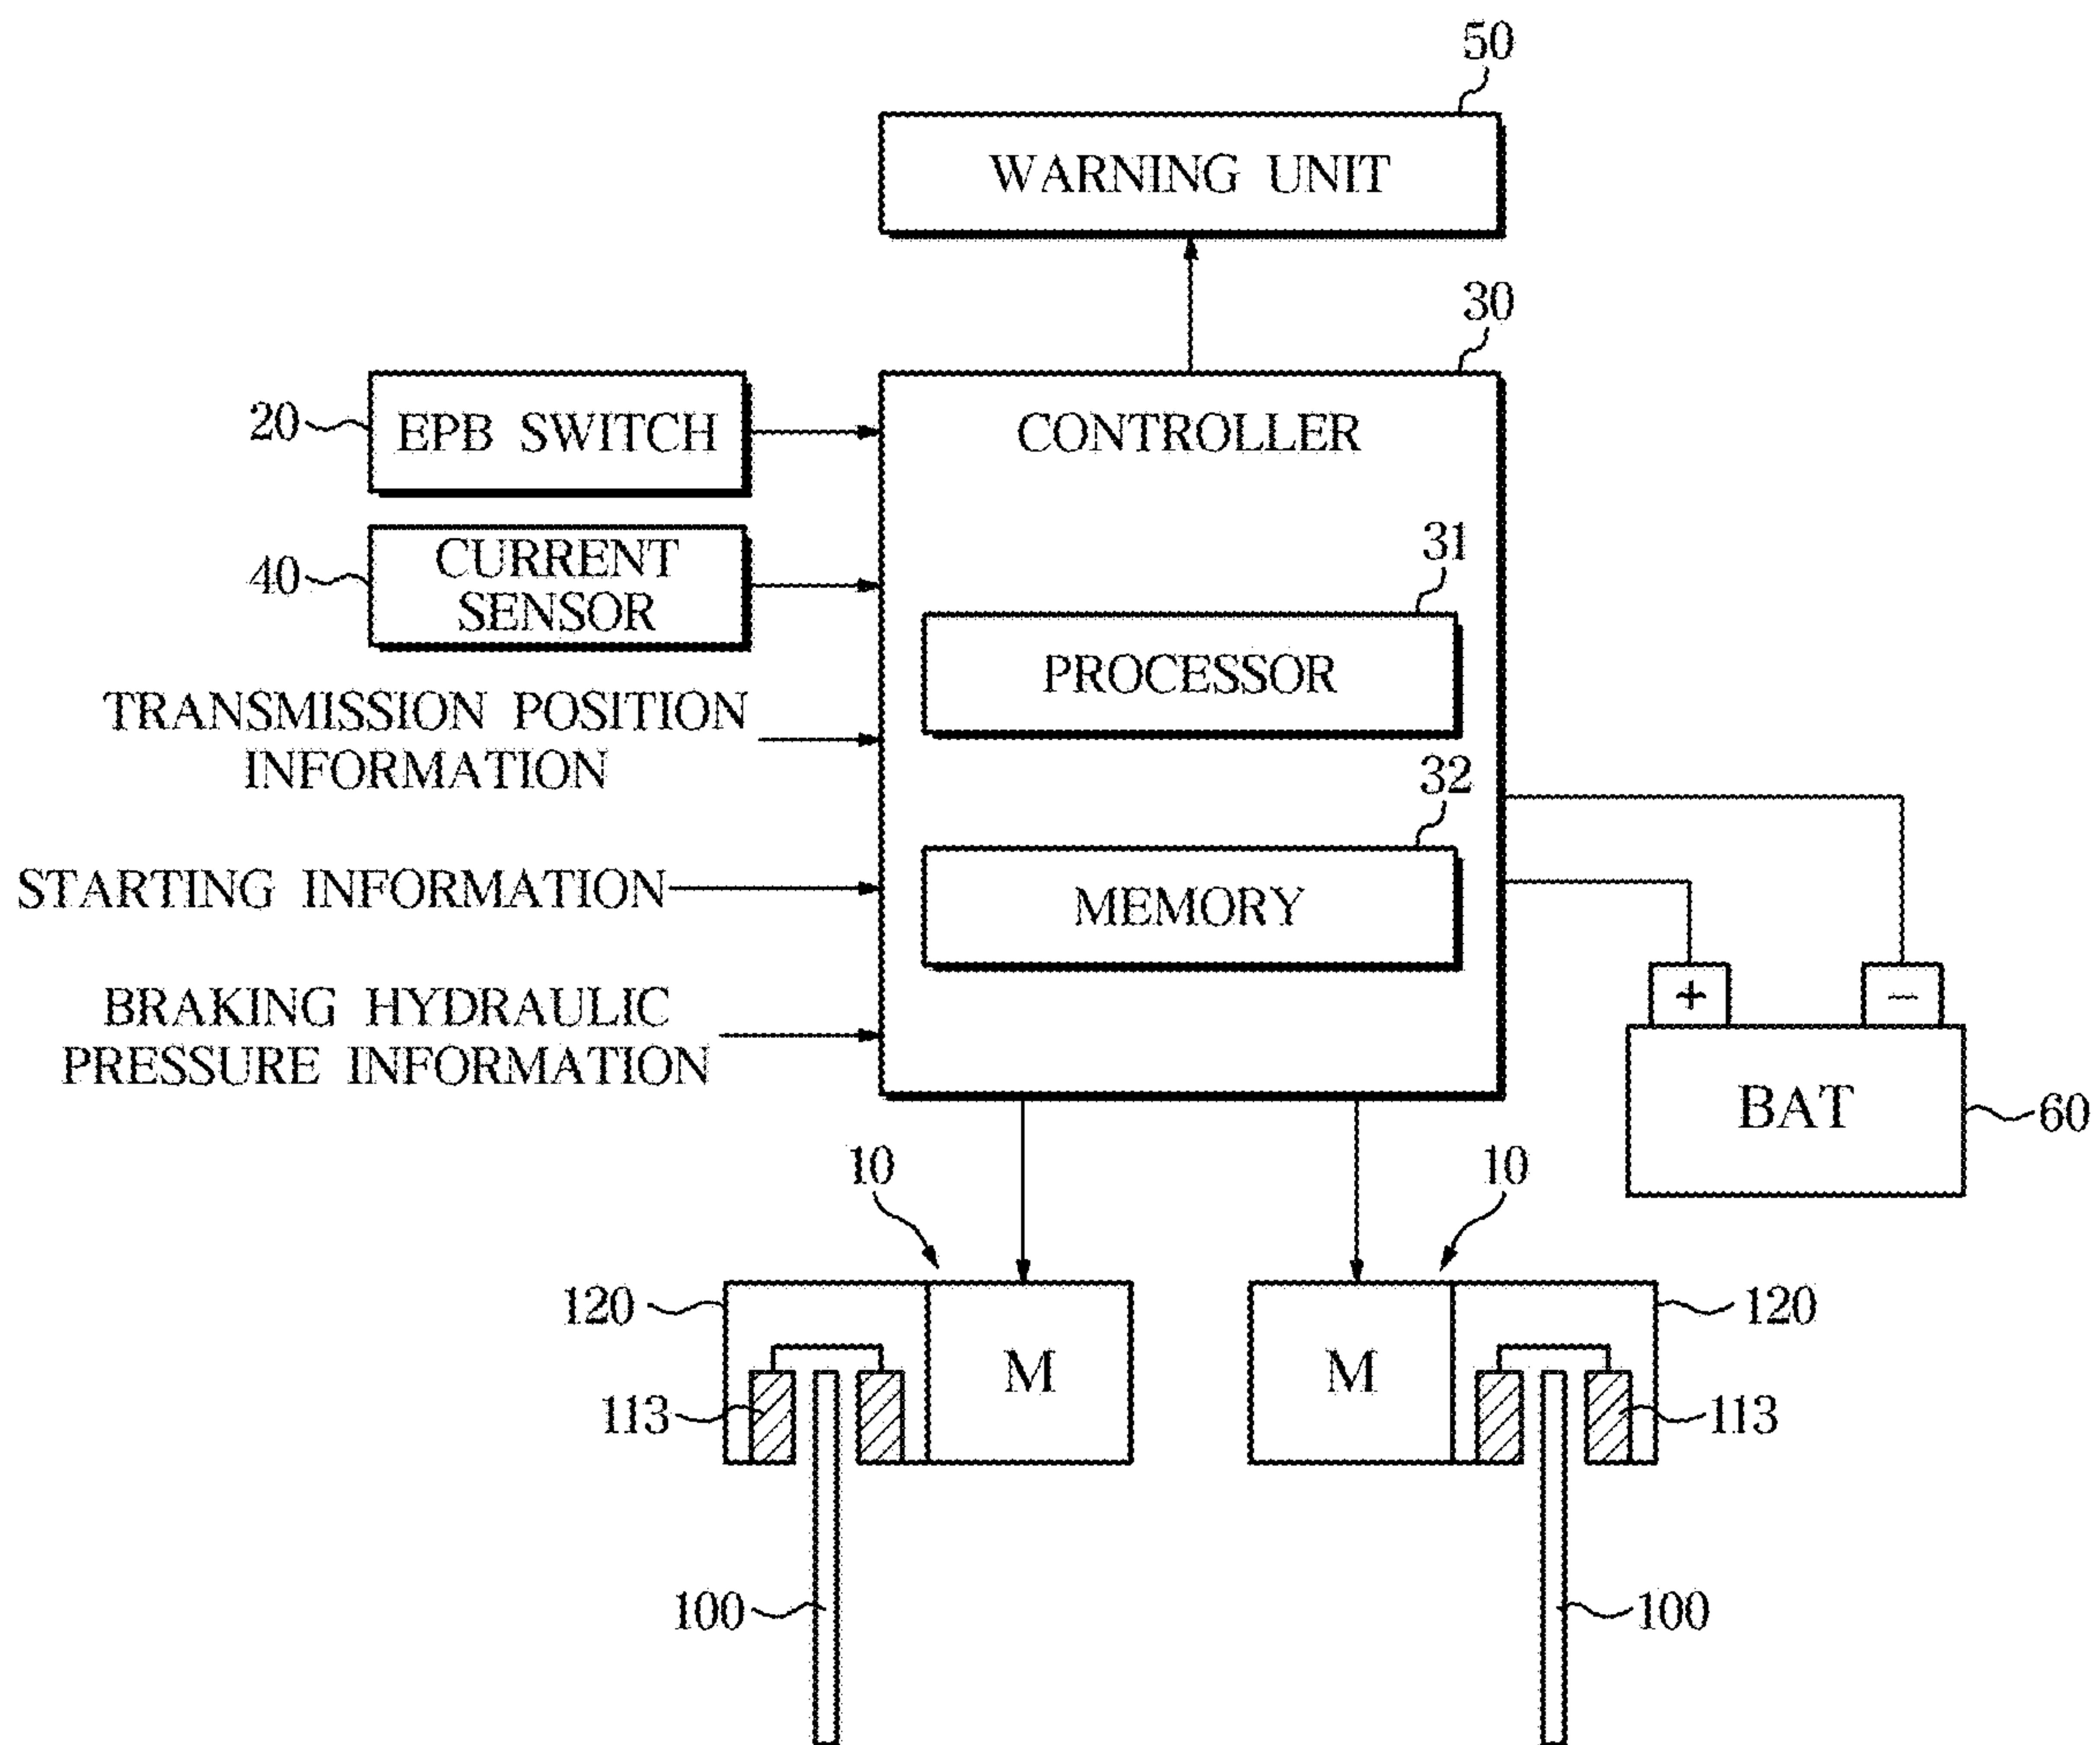 50
WARNING UNIT
30
20
EPB SWITCH
CONTROLLER
40
CURRENT
SENSOR
31
PROCESSOR
TRANSMISSION POSITION
INFORMATION
32
MEMORY
STARTING INFORMATION
+
−
BRAKING HYDRAULIC
PRESSURE INFORMATION
BAT
60
10
10
120
M
M
120
113
113
100
100